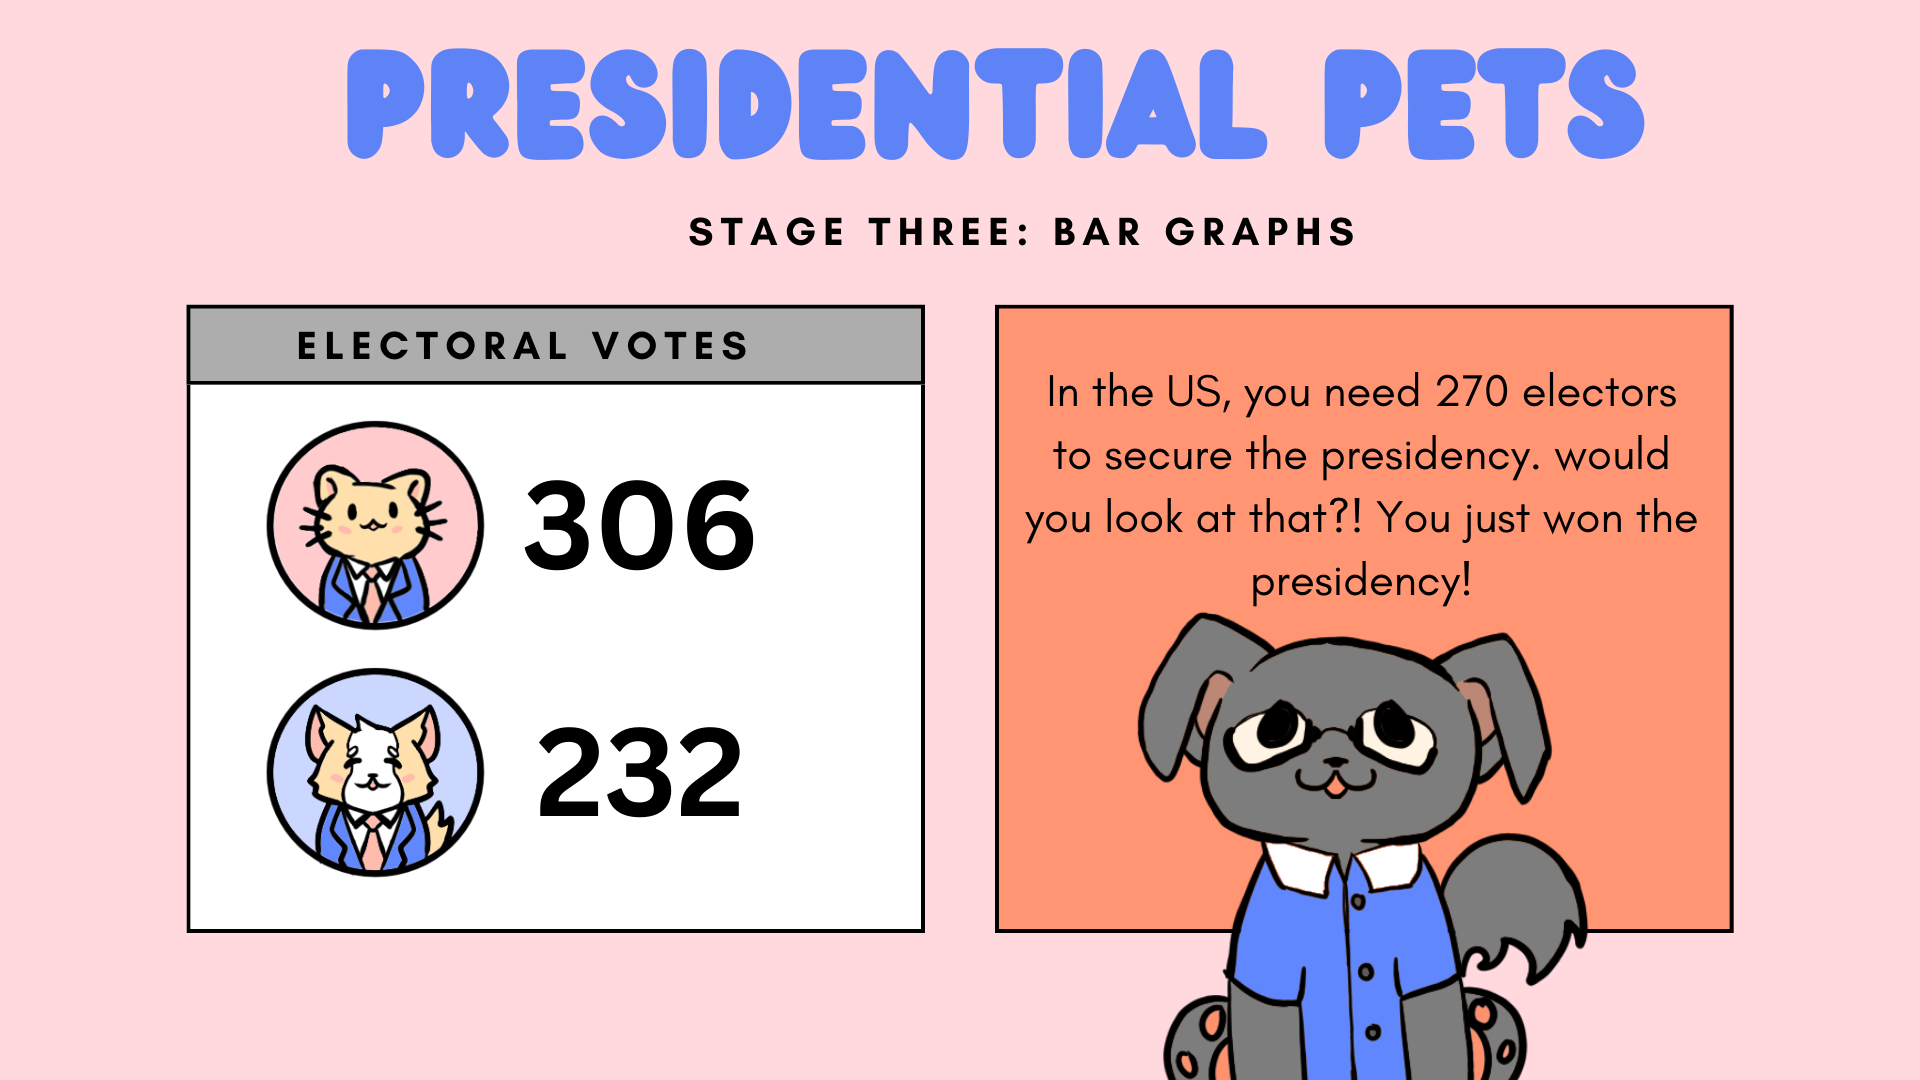 PRESIDENTIAL PETS
STAGE THREE: BAR GRAPHS
ELECTORAL VOTES
306
232
In the US, you need 270 electors
to secure the presidency. would
you look at that?! You just won the
presidency!